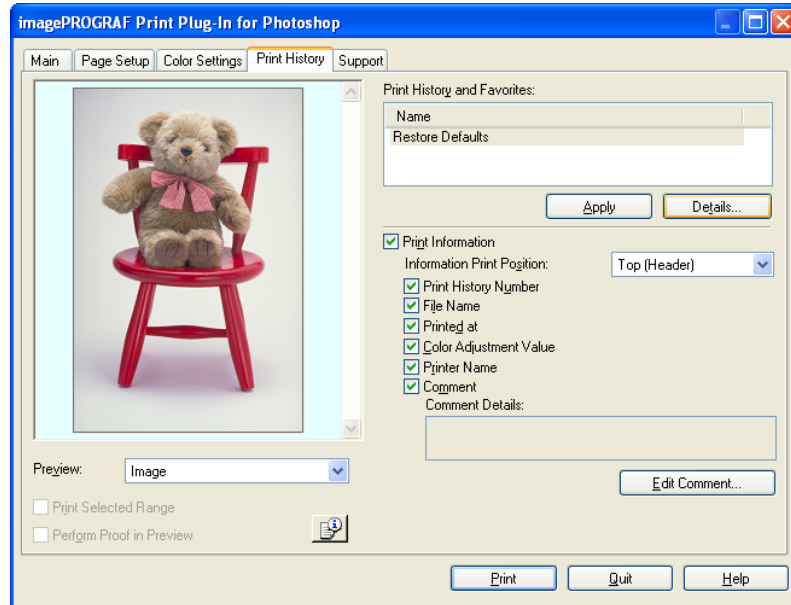 imagePROGRAF Print Plug-In for Photoshop
Main Page Setup Color Settings Print History Support
Print History and Favorites:
Name
Restore Defaults
Apply Details...
Print Information
Information Print Position: Top (Header)
Print History Number
File Name
Printed at
Color Adjustment Value
Printer Name
Comment
Comment Details:
Edit Comment...
Preview: Image
Print Selected Range
Perform Proof in Preview
Print Quit Help